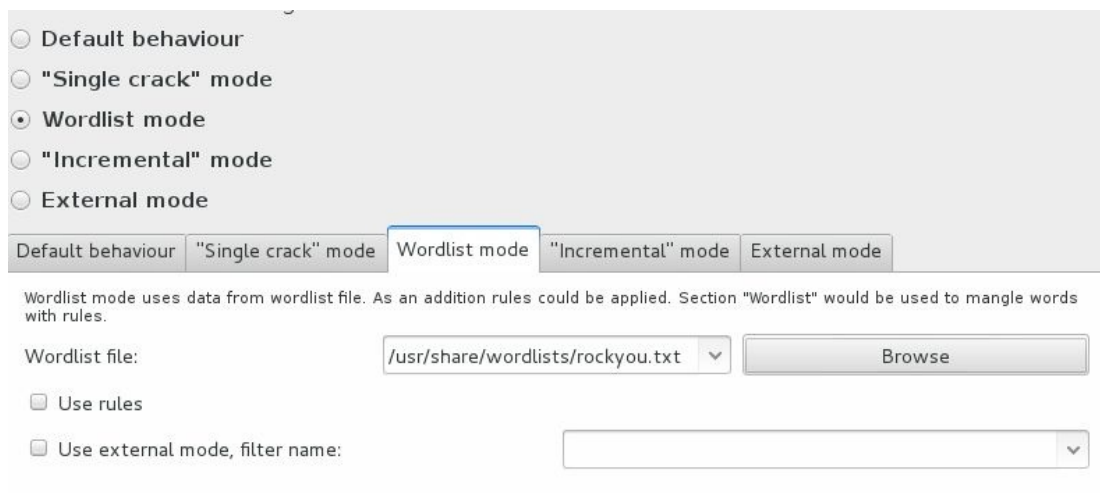 Default behaviour
"Single crack" mode
Wordlist mode
"Incremental" mode
External mode
Default behaviour "Single crack" mode Wordlist mode "Incremental" mode External mode
Wordlist mode uses data from wordlist file. As an addition rules could be applied. Section "Wordlist" would be used to mangle words
with rules.
Wordlist file: /usr/share/wordlists/rockyou.txt Browse
Use rules
Use external mode, filter name: